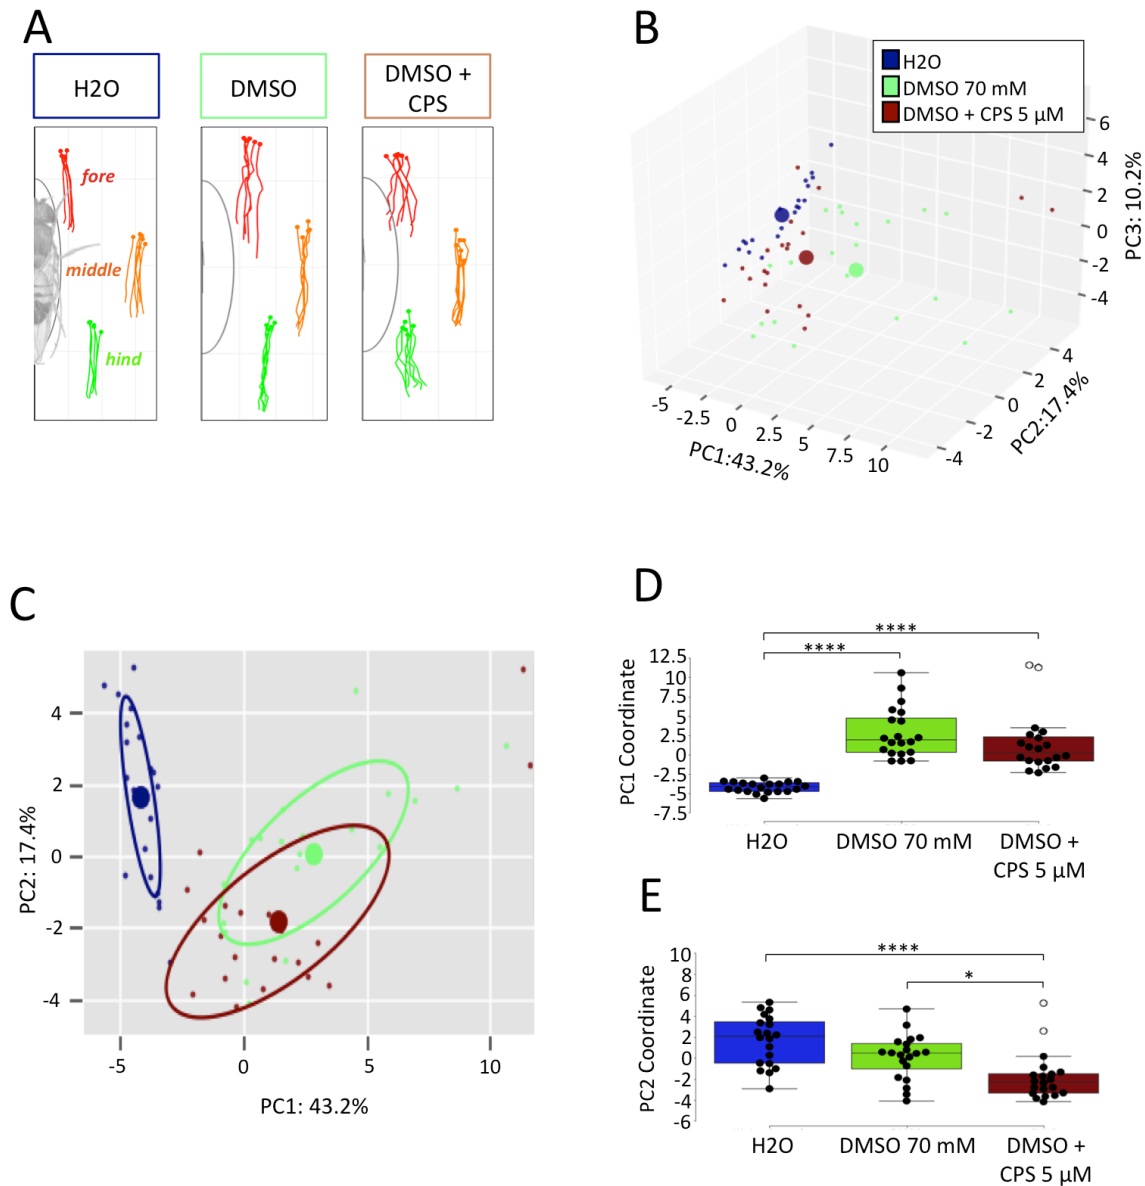 A
H2O
DMSO
DMSO +
CPS
fore
middle
hind
B
H2O
DMSO 70 mM
DMSO + CPS 5 µM
6
4
2
0
-2
-4
PC3: 10.2%
4
2
0
-2
-4
PC2:17.4%
-5
-2.5
0
2.5
5
7.5
10
PC1:43.2%
C
4
2
0
-2
-4
PC2: 17.4%
-5
0
5
10
PC1: 43.2%
D
****
****
12.5
10
7.5
5
2.5
0
-2.5
-5
-7.5
PC1 Coordinate
H2O
DMSO 70 mM
DMSO +
CPS 5 µM
E
****
*
10
8
6
4
2
0
-2
-4
-6
PC2 Coordinate
H2O
DMSO 70 mM
DMSO +
CPS 5 µM